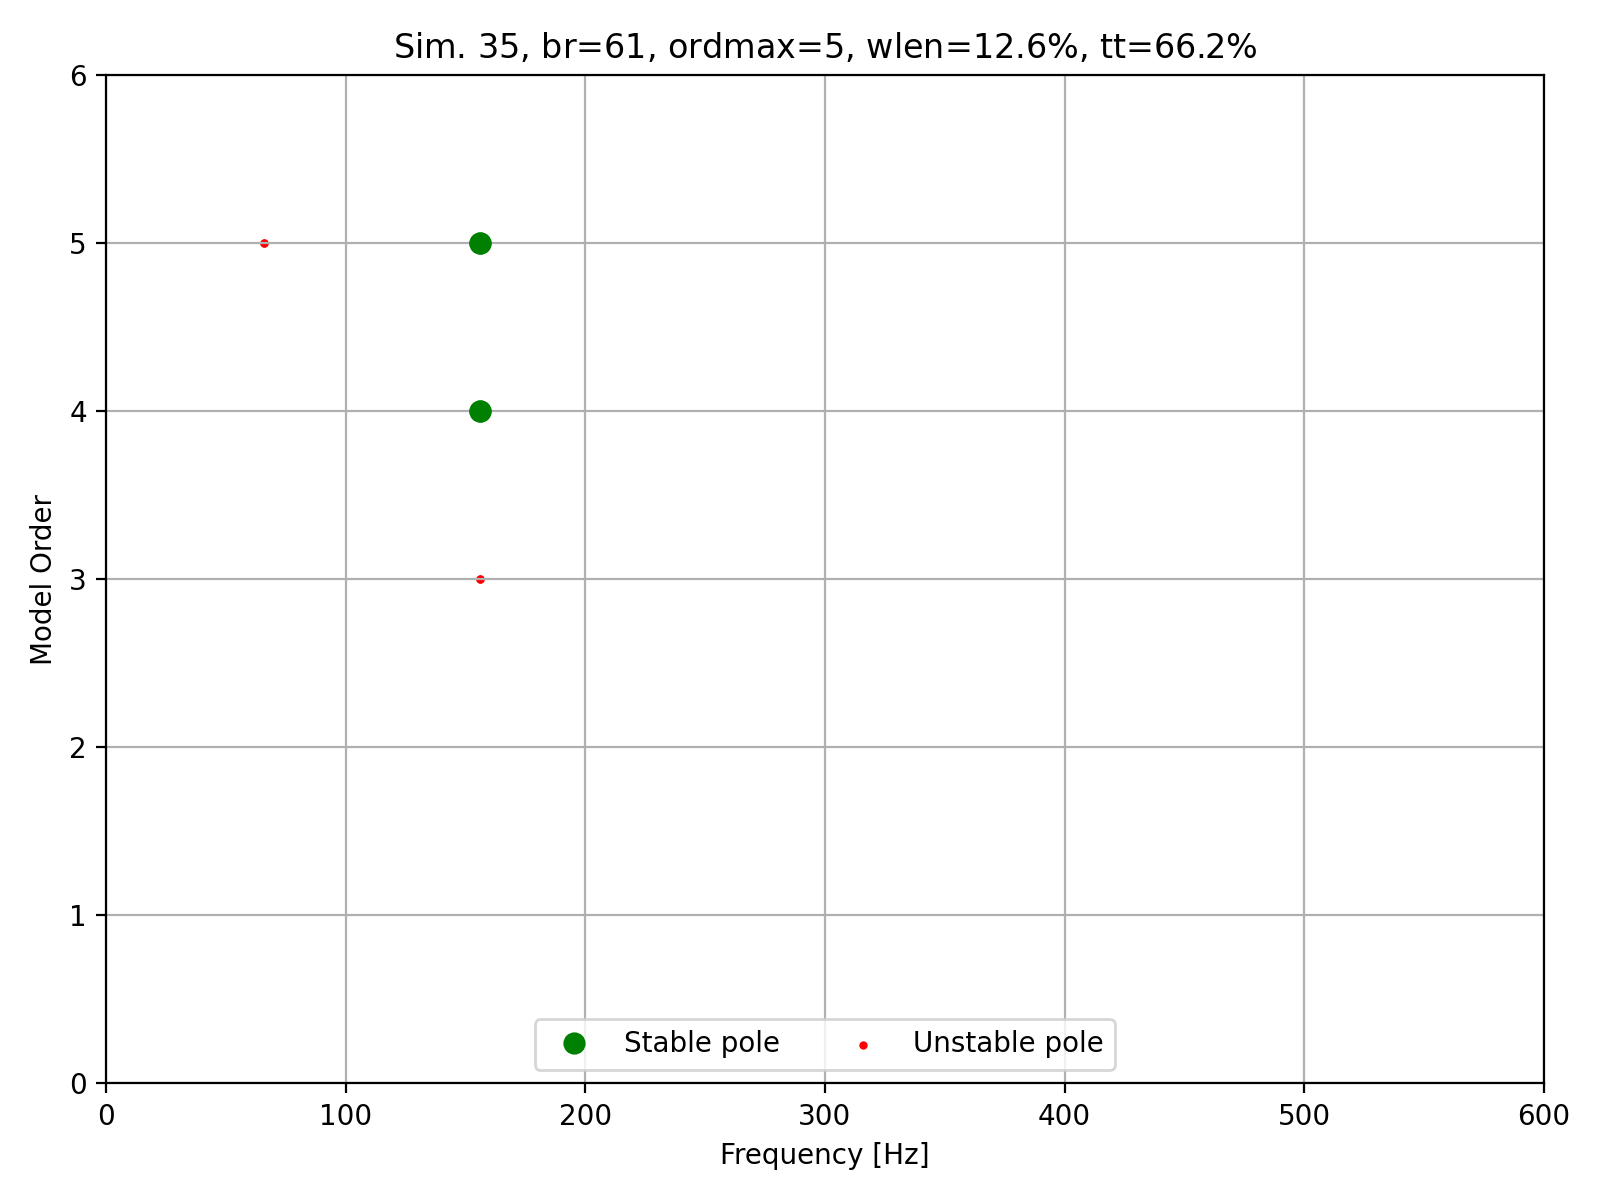 Sim. 35, br=61, ordmax=5, wlen=12.6%, tt=66.2%
6
5
4
3
2
1
0
Model Order
Stable pole
Unstable pole
0 100 200 300 400 500 600
Frequency [Hz]